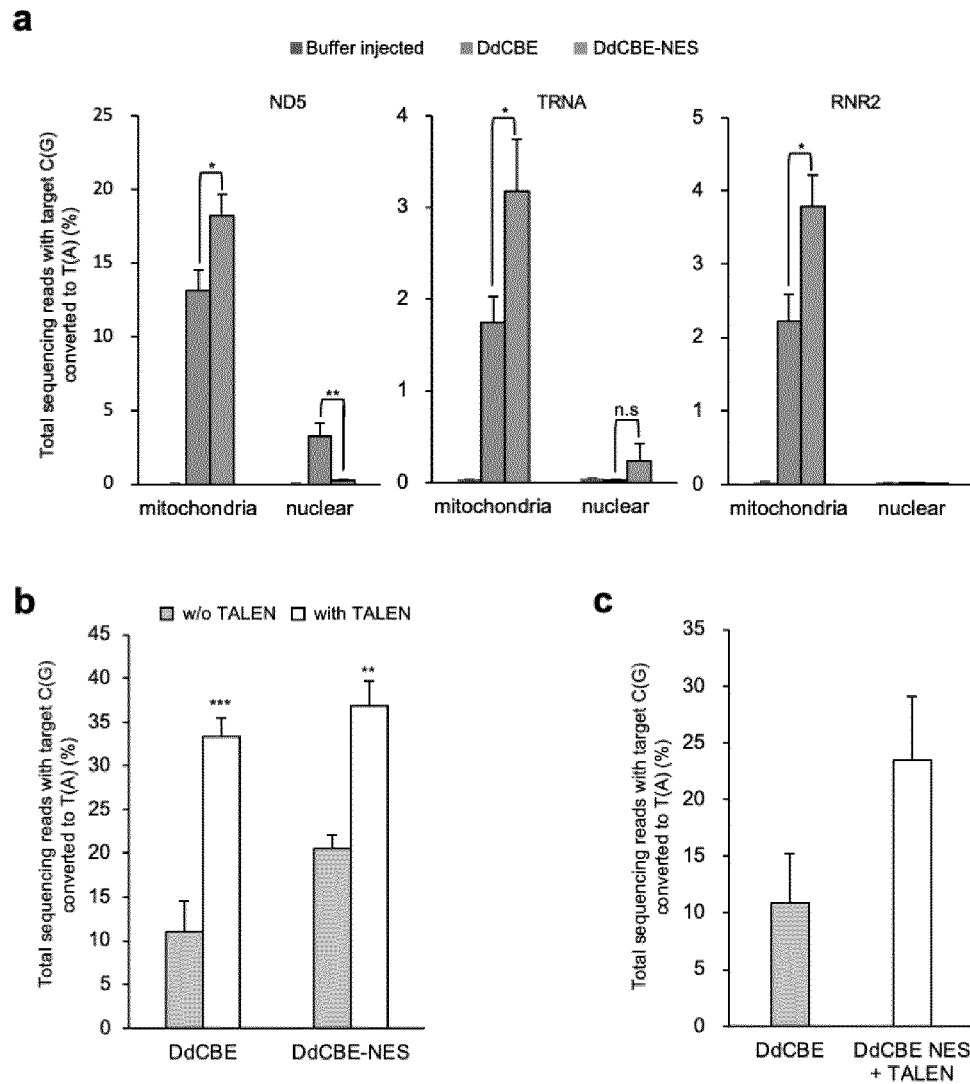 a
Buffer injected DdCBE DdCBE-NES
ND5 TRNA RNR2
Total sequencing reads with target C(G)
converted to T(A) (%)
25
20
15
10
5
0
*
**
mitochondria nuclear
4
3
2
1
0
*
n.s
mitochondria nuclear
5
4
3
2
1
0
*
mitochondria nuclear
b
w/o TALEN with TALEN
Total sequencing reads with target C(G)
converted to T(A) (%)
45
40
35
30
25
20
15
10
5
0
***
**
DdCBE DdCBE-NES
c
Total sequencing reads with target C(G)
converted to T(A) (%)
35
30
25
20
15
10
5
0
DdCBE DdCBE NES
+ TALEN